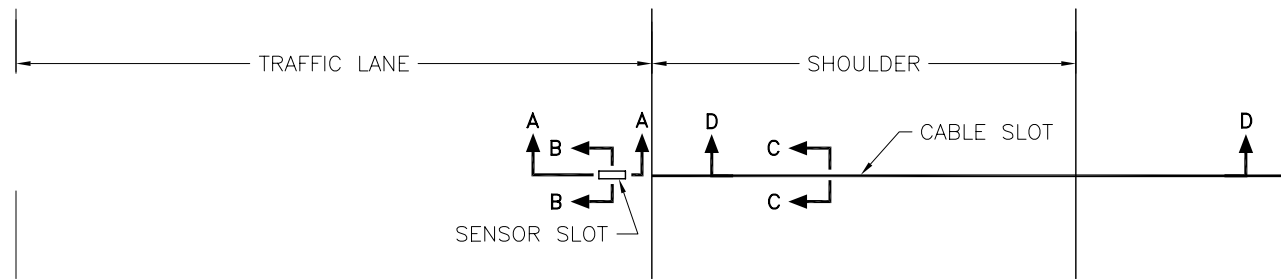 TRAFFIC LANE
SHOULDER
A
A
D
D
B
C
CABLE SLOT
B
C
SENSOR SLOT